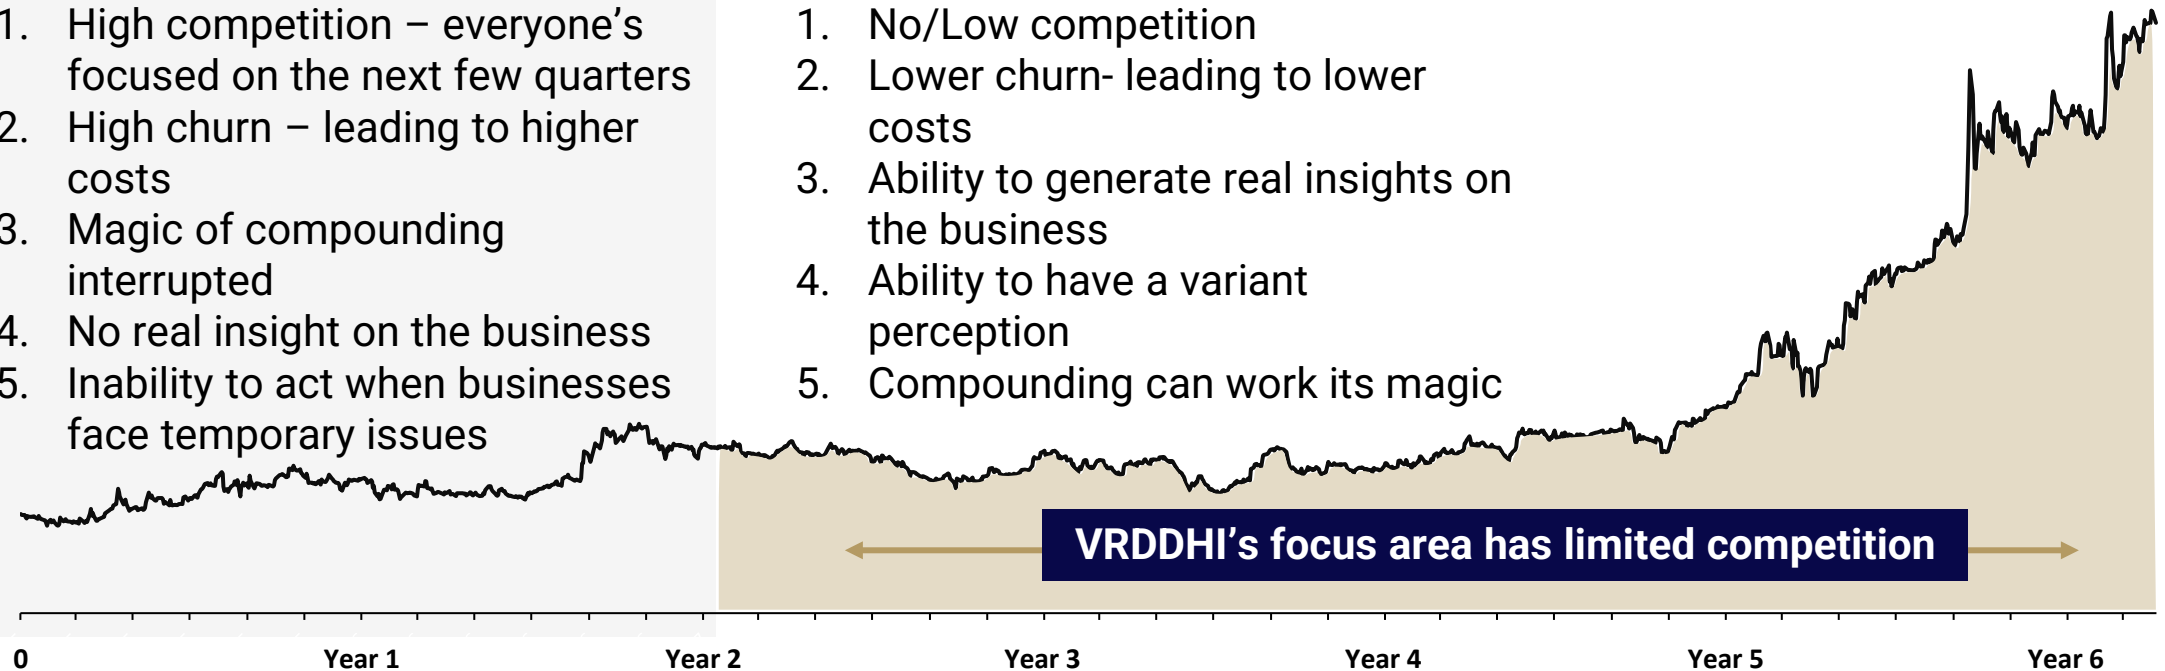 1. High competition – everyone’s
focused on the next few quarters
2. High churn – leading to higher
costs
3. Magic of compounding
interrupted
4. No real insight on the business
5. Inability to act when businesses
face temporary issues
1. No/Low competition
2. Lower churn- leading to lower
costs
3. Ability to generate real insights on
the business
4. Ability to have a variant
perception
5. Compounding can work its magic
VRDDHI’s focus area has limited competition
0 Year 1 Year 2 Year 3 Year 4 Year 5 Year 6